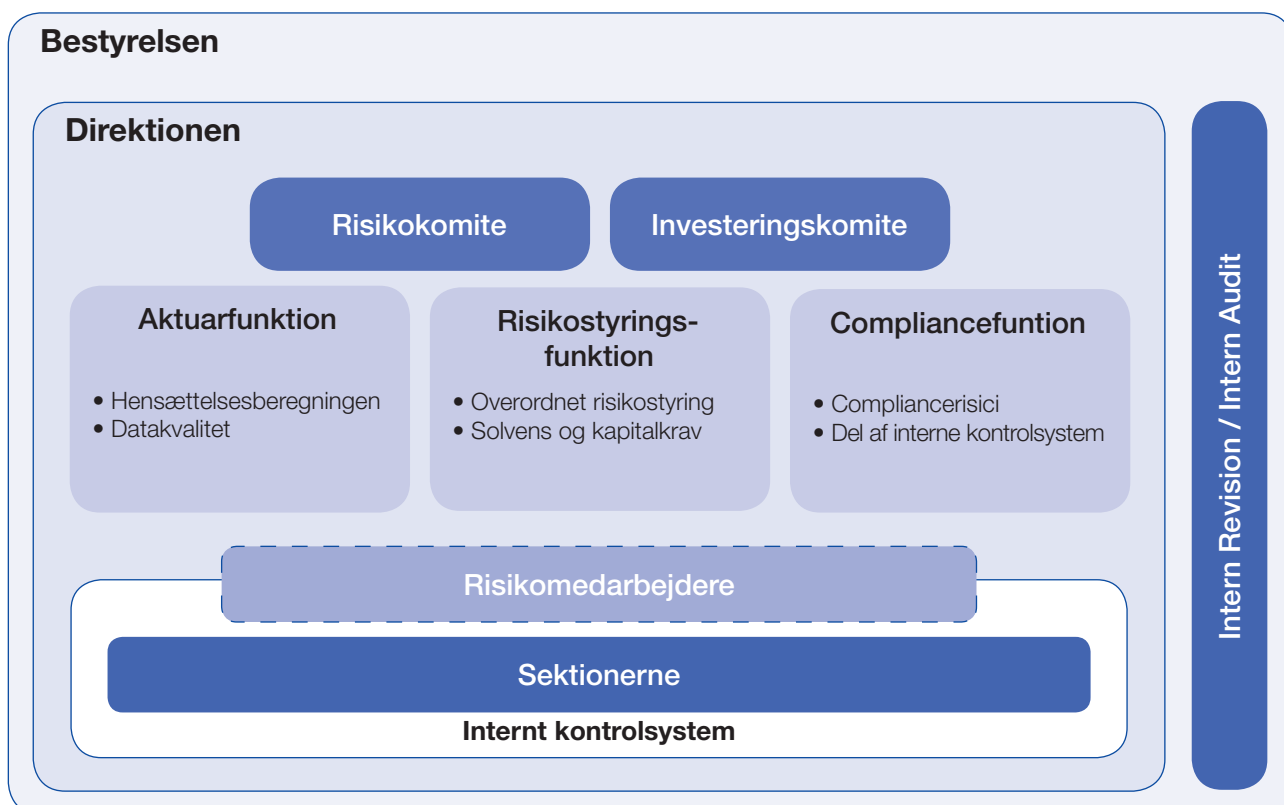 Bestyrelsen
Direktionen
Risikokomite
Investeringskomite
Aktuarfunktion
• Hensættelsesberegningen
• Datakvalitet
Risikostyrings-
funktion
• Overordnet risikostyring
• Solvens og kapitalkrav
Compliancefuntion
• Compliancerisici
• Del af interne kontrolsystem
Risikomedarbejdere
Sektionerne
Internt kontrolsystem
Intern Revision / Intern Audit